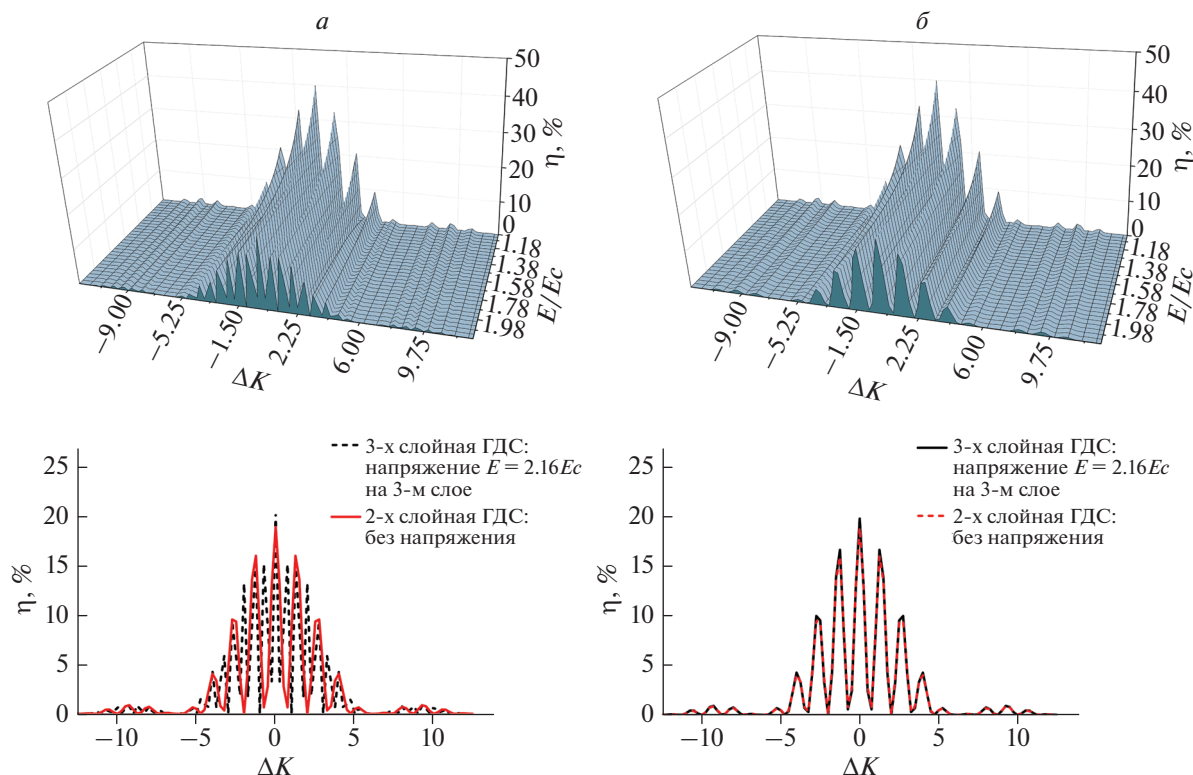 а
50
40
30
20
10
0
η, %
1.18
1.38
1.58
1.78
1.98
E/Ec
−9.00
−5.25
−1.50
2.25
6.00
9.75
ΔK
б
50
40
30
20
10
0
η, %
1.18
1.38
1.58
1.78
1.98
E/Ec
−9.00
−5.25
−1.50
2.25
6.00
9.75
ΔK
3-х слойная ГДС:
напряжение E = 2.16Ec
на 3-м слое
2-х слойная ГДС:
без напряжения
25
20
15
10
5
0
η, %
−10
−5
0
5
10
ΔK
3-х слойная ГДС:
напряжение E = 2.16Ec
на 3-м слое
2-х слойная ГДС:
без напряжения
25
20
15
10
5
0
η, %
−10
−5
0
5
10
ΔK